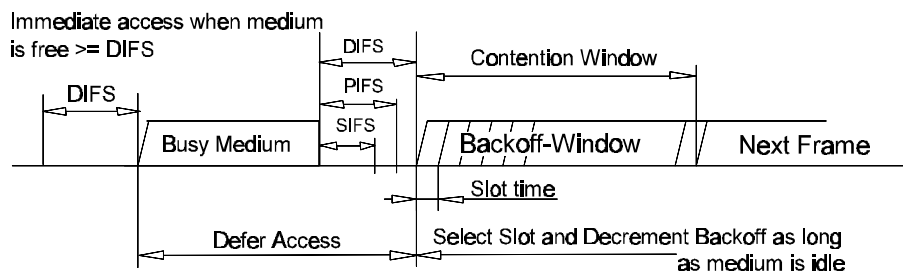 Immediate access when medium
is free >= DIFS
DIFS
DIFS
PIFS
SIFS
Contention Window
Busy Medium
Backoff-Window
Next Frame
Slot time
Defer Access
Select Slot and Decrement Backoff as long
as medium is idle